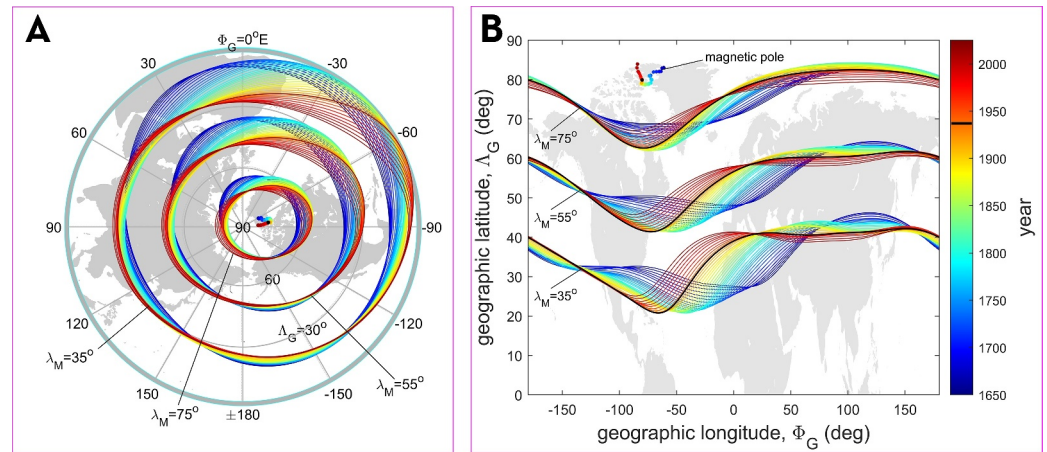 A
Φ_G=0°E
30
-30
60
-60
90
90
-90
60
120
-120
Λ_G=30°
λ_M=35°
λ_M=55°
150
-150
λ_M=75°
±180
B
90
80
70
60
50
40
30
20
10
0
geographic latitude, Λ_G (deg)
magnetic pole
λ_M=75°
λ_M=55°
λ_M=35°
-150 -100 -50 0 50 100 150
geographic longitude, Φ_G (deg)
2000
1950
1900
1850
1800
1750
1700
1650
year